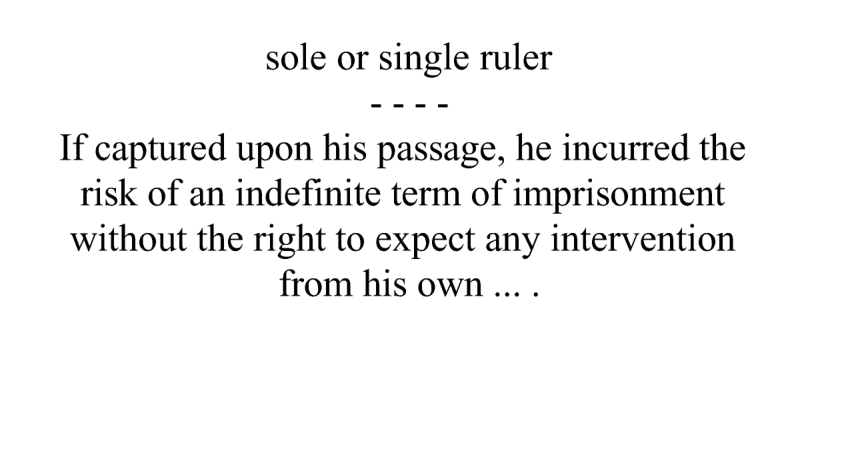 sole or single ruler
- - - -
If captured upon his passage, he incurred the
risk of an indefinite term of imprisonment
without the right to expect any intervention
from his own ... .